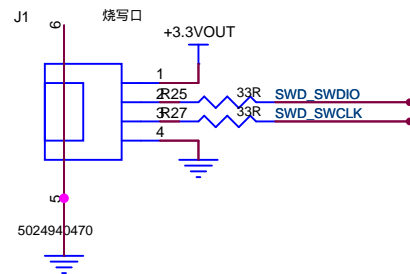 J1
6
烧写口
+3.3VOUT
1
2 R25 33R SWD_SWDIO
3 R27 33R SWD_SWCLK
4
5
5024940470